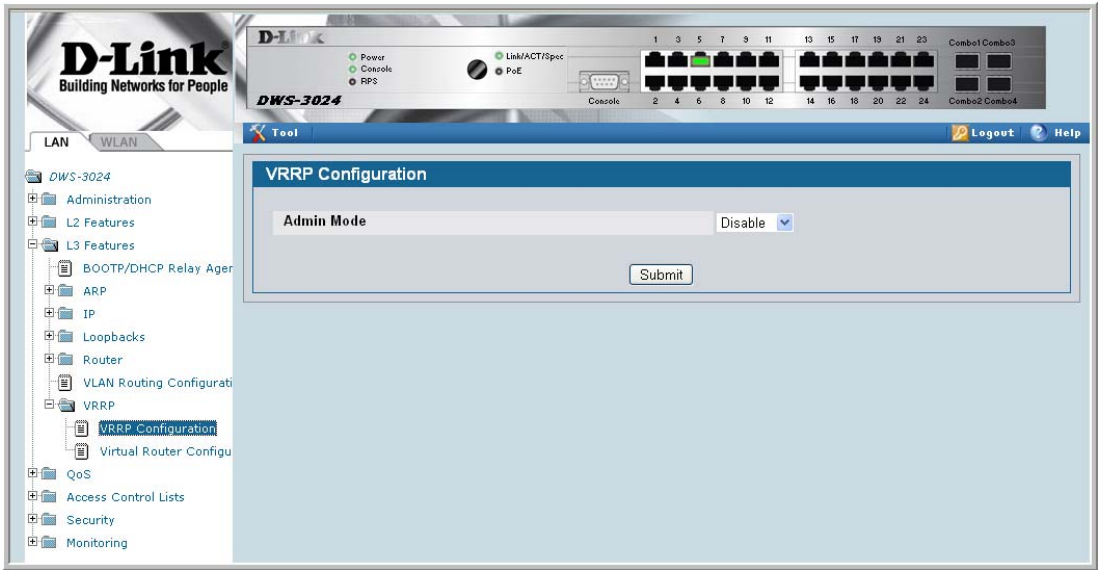 D-Link
Building Networks for People
D-Link
Power
Console
RPS
Link/ACT/Spec
PoE
DWS-3024
Console
1 3 5 7 9 11 13 15 17 19 21 23
2 4 6 8 10 12 14 16 18 20 22 24
Combo1 Combo3
Combo2 Combo4
LAN
WLAN
Tool
Logout
Help
DWS-3024
Administration
L2 Features
L3 Features
BOOTP/DHCP Relay Ager
ARP
IP
Loopbacks
Router
VLAN Routing Configurati
VRRP
VRRP Configuration
Virtual Router Configu
QoS
Access Control Lists
Security
Monitoring
VRRP Configuration
Admin Mode
Disable
Submit